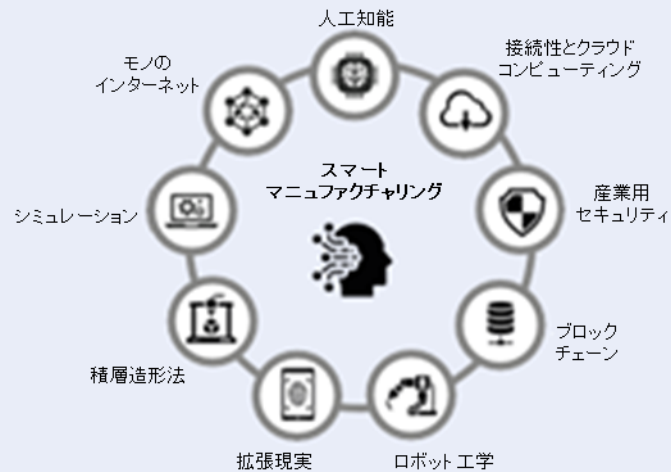 人工知能
接続性とクラウド
コンピューティング
モノの
インターネット
スマート
マニュファクチャリング
産業用
セキュリティ
シミュレーション
ブロック
チェーン
積層造形法
拡張現実
ロボット工学